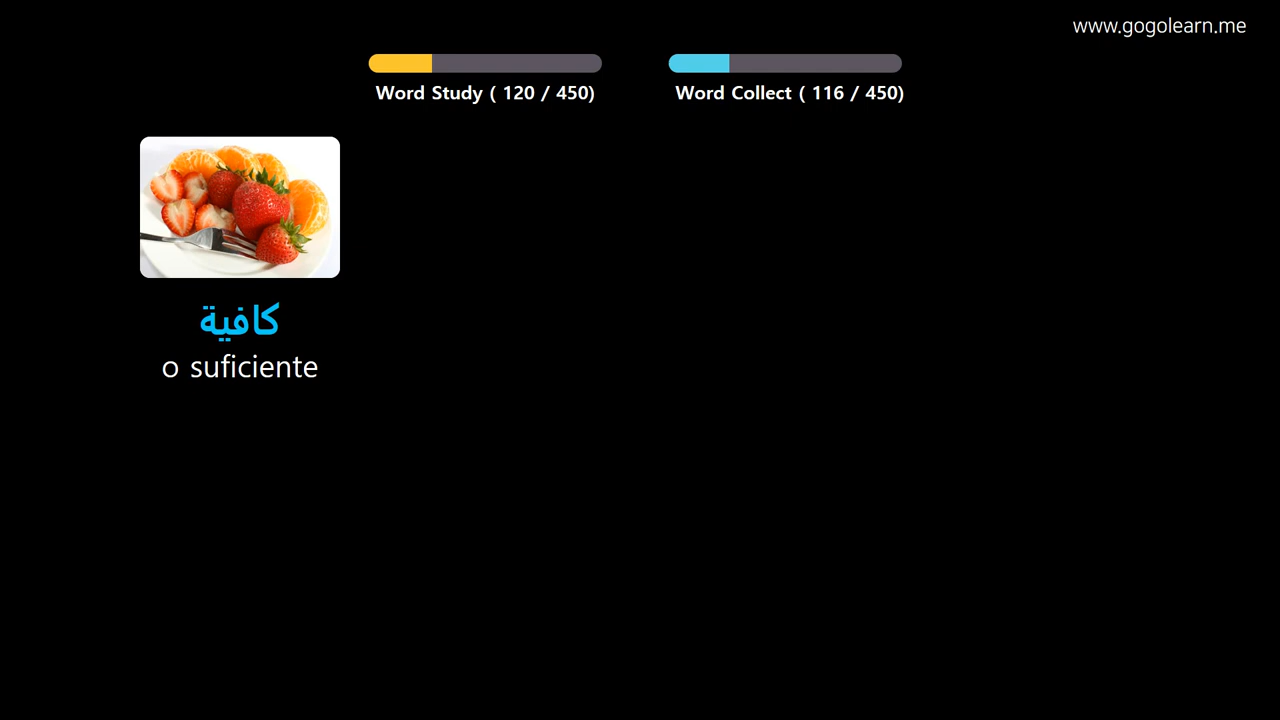 www.gogolearn.me
Word Study ( 120 / 450)
Word Collect ( 116 / 450)
كافية
o suficiente